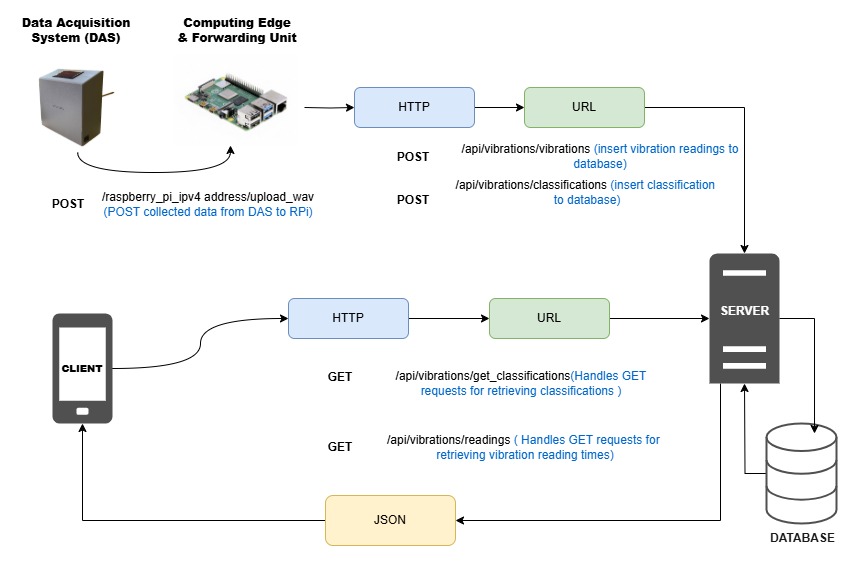 Data Acquisition
System (DAS)
Computing Edge
& Forwarding Unit
HTTP
URL
POST
/api/vibrations/vibrations (insert vibration readings to
database)
POST
/api/vibrations/classifications (insert classification
to database)
POST
/raspberry_pi_ipv4 address/upload_wav
(POST collected data from DAS to RPi)
SERVER
CLIENT
HTTP
URL
GET
/api/vibrations/get_classifications(Handles GET
requests for retrieving classifications )
GET
/api/vibrations/readings ( Handles GET requests for
retrieving vibration reading times)
JSON
DATABASE